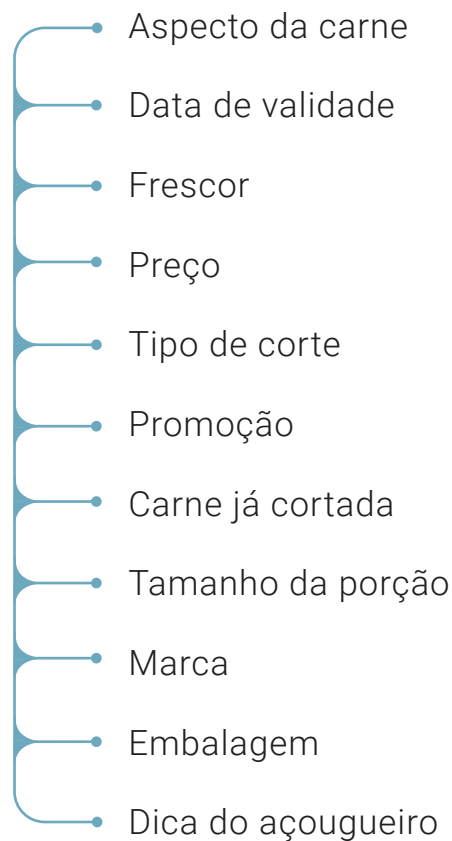 Aspecto da carne
Data de validade
Frescor
Preço
Tipo de corte
Promoção
Carne já cortada
Tamanho da porção
Marca
Embalagem
Dica do açougueiro